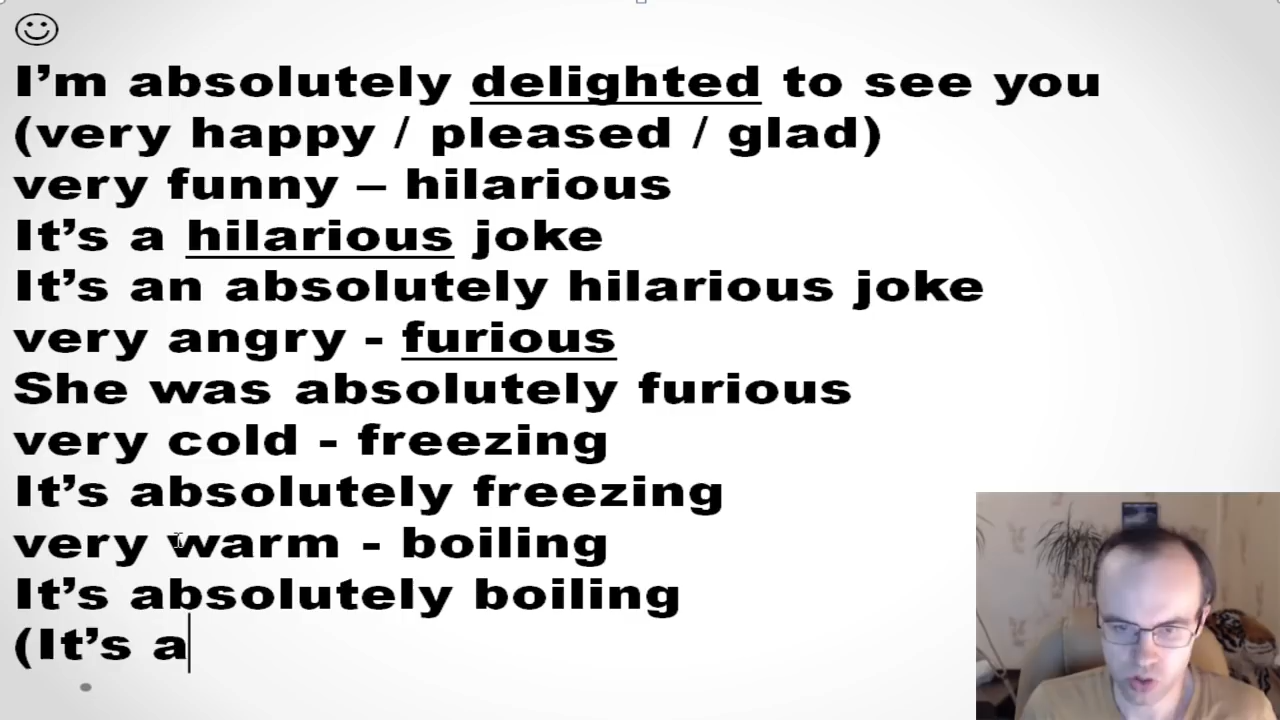 I’m absolutely delighted to see you
(very happy / pleased / glad)
very funny – hilarious
It’s a hilarious joke
It’s an absolutely hilarious joke
very angry - furious
She was absolutely furious
very cold - freezing
It’s absolutely freezing
very warm - boiling
It’s absolutely boiling
(It’s a